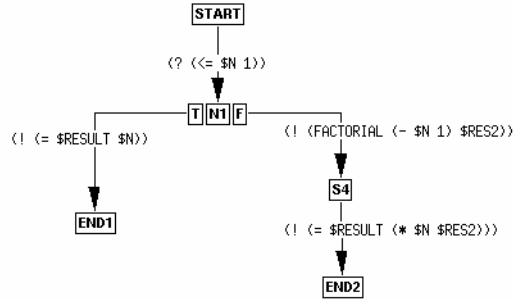 START
(? (<= $N 1))
T N1 F
(! (= $RESULT $N))
(! (FACTORIAL (- $N 1) $RES2))
S4
END1
(! (= $RESULT (* $N $RES2)))
END2